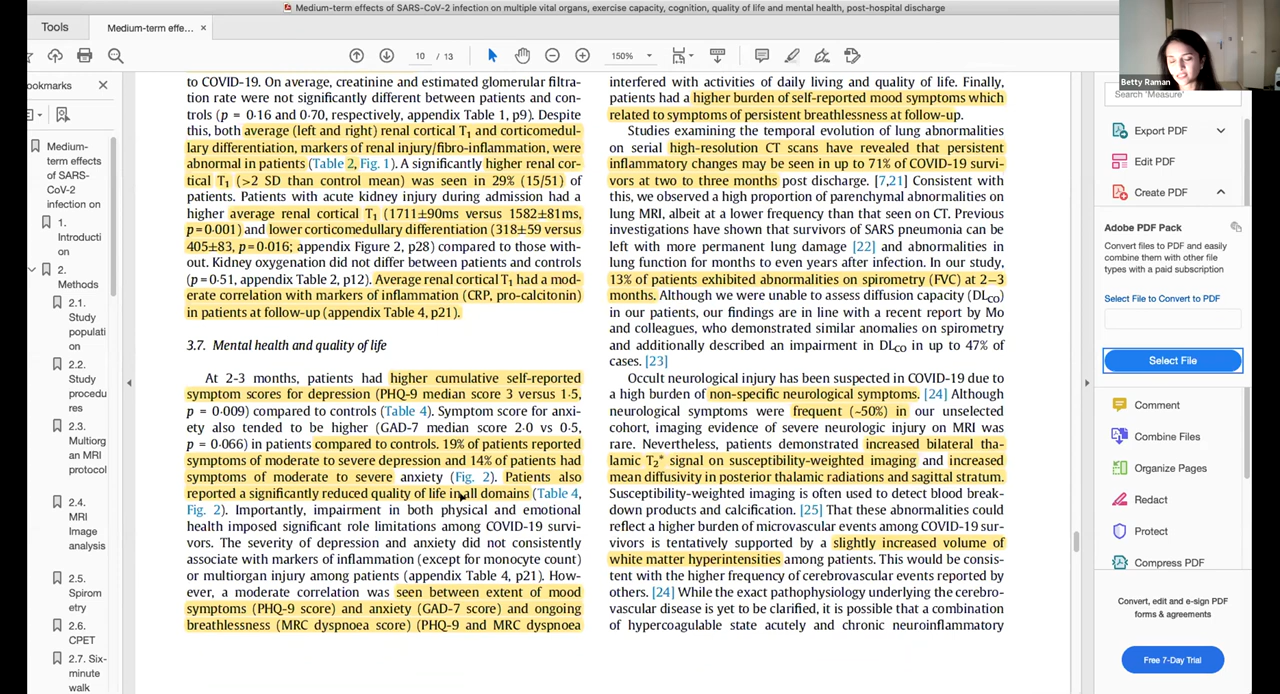 Medium-term effects of SARS-CoV-2 infection on multiple vital organs, exercise capacity, cognition, quality of life and mental health, post-hospital discharge
Tools
Medium-term effe... ×
10 / 13
150%
Betty Raman
ookmarks
Medium-
term effects
of SARS-
CoV-2
infection on
1.
Introducti
on
2.
Methods
2.1.
Study
populati
on
2.2.
Study
procedu
res
2.3.
Multiorg
an MRI
protocol
2.4.
MRI
Image
analysis
2.5.
Spirom
etry
2.6.
CPET
2.7. Six-
minute
walk
to COVID-19. On average, creatinine and estimated glomerular filtra-
tion rate were not significantly different between patients and con-
trols (p = 0·16 and 0·70, respectively, appendix Table 1, p9). Despite
this, both average (left and right) renal cortical T1 and corticomedul-
lary differentiation, markers of renal injury/fibro-inflammation, were
abnormal in patients (Table 2, Fig. 1). A significantly higher renal cor-
tical T1 (>2 SD than control mean) was seen in 29% (15/51) of
patients. Patients with acute kidney injury during admission had a
higher average renal cortical T1 (1711±90ms versus 1582±81ms,
p=0·001) and lower corticomedullary differentiation (318±59 versus
405±83, p=0·016; appendix Figure 2, p28) compared to those with-
out. Kidney oxygenation did not differ between patients and controls
(p=0·51, appendix Table 2, p12). Average renal cortical T1 had a mod-
erate correlation with markers of inflammation (CRP, pro-calcitonin)
in patients at follow-up (appendix Table 4, p21).
3.7. Mental health and quality of life
At 2-3 months, patients had higher cumulative self-reported
symptom scores for depression (PHQ-9 median score 3 versus 1·5,
p = 0·009) compared to controls (Table 4). Symptom score for anxi-
ety also tended to be higher (GAD-7 median score 2·0 vs 0·5,
p = 0·066) in patients compared to controls. 19% of patients reported
symptoms of moderate to severe depression and 14% of patients had
symptoms of moderate to severe anxiety (Fig. 2). Patients also
reported a significantly reduced quality of life in all domains (Table 4,
Fig. 2). Importantly, impairment in both physical and emotional
health imposed significant role limitations among COVID-19 survi-
vors. The severity of depression and anxiety did not consistently
associate with markers of inflammation (except for monocyte count)
or multiorgan injury among patients (appendix Table 4, p21). How-
ever, a moderate correlation was seen between extent of mood
symptoms (PHQ-9 score) and anxiety (GAD-7 score) and ongoing
breathlessness (MRC dyspnoea score) (PHQ-9 and MRC dyspnoea
interfered with activities of daily living and quality of life. Finally,
patients had a higher burden of self-reported mood symptoms which
related to symptoms of persistent breathlessness at follow-up.
Studies examining the temporal evolution of lung abnormalities
on serial high-resolution CT scans have revealed that persistent
inflammatory changes may be seen in up to 71% of COVID-19 survi-
vors at two to three months post discharge. [7,21] Consistent with
this, we observed a high proportion of parenchymal abnormalities on
lung MRI, albeit at a lower frequency than that seen on CT. Previous
investigations have shown that survivors of SARS pneumonia can be
left with more permanent lung damage [22] and abnormalities in
lung function for months to even years after infection. In our study,
13% of patients exhibited abnormalities on spirometry (FVC) at 2−3
months. Although we were unable to assess diffusion capacity (DLCO)
in our patients, our findings are in line with a recent report by Mo
and colleagues, who demonstrated similar anomalies on spirometry
and additionally described an impairment in DLCO in up to 47% of
cases. [23]
Occult neurological injury has been suspected in COVID-19 due to
a high burden of non-specific neurological symptoms. [24] Although
neurological symptoms were frequent (~50%) in our unselected
cohort, imaging evidence of severe neurologic injury on MRI was
rare. Nevertheless, patients demonstrated increased bilateral tha-
lamic T2* signal on susceptibility-weighted imaging and increased
mean diffusivity in posterior thalamic radiations and sagittal stratum.
Susceptibility-weighted imaging is often used to detect blood break-
down products and calcification. [25] That these abnormalities could
reflect a higher burden of microvascular events among COVID-19 sur-
vivors is tentatively supported by a slightly increased volume of
white matter hyperintensities among patients. This would be consis-
tent with the higher frequency of cerebrovascular events reported by
others. [24] While the exact pathophysiology underlying the cerebro-
vascular disease is yet to be clarified, it is possible that a combination
of hypercoagulable state acutely and chronic neuroinflammatory
Search 'Measure'
Export PDF
Edit PDF
Create PDF
Adobe PDF Pack
Convert files to PDF and easily
combine them with other file
types with a paid subscription
Select File to Convert to PDF
Select File
Comment
Combine Files
Organize Pages
Redact
Protect
Compress PDF
Convert, edit and e-sign PDF
forms & agreements
Free 7-Day Trial